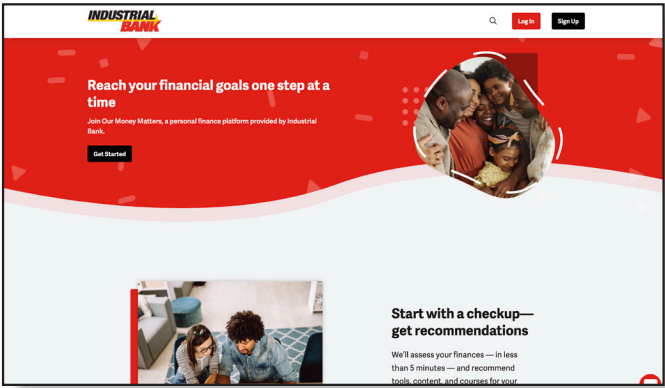 INDUSTRIAL
BANK
Log In
Sign Up
Reach your financial goals one step at a
time
Join Our Money Matters, a personal finance platform provided by Industrial
Bank.
Get Started
Start with a checkup—
get recommendations
We'll assess your finances — in less
than 5 minutes — and recommend
tools, content, and courses for your